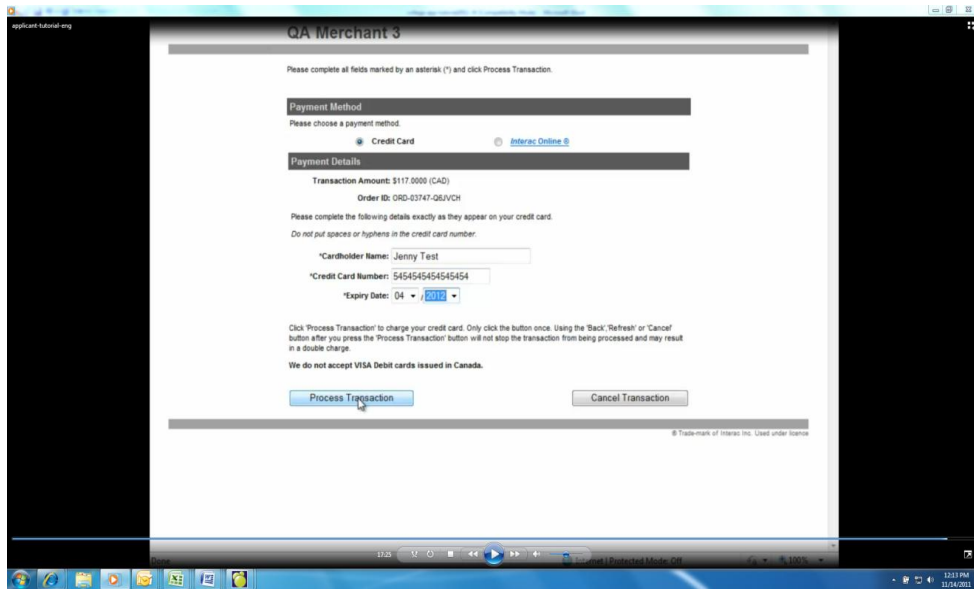 applicant-tutorial-eng
QA Merchant 3
Please complete all fields marked by an asterisk (*) and click Process Transaction.
Payment Method
Please choose a payment method.
Credit Card Interac Online ®
Payment Details
Transaction Amount: $117.0000 (CAD)
Order ID: ORD-03747-Q6JVCH
Please complete the following details exactly as they appear on your credit card.
Do not put spaces or hyphens in the credit card number.
*Cardholder Name: Jenny Test
*Credit Card Number: 5454545454545454
*Expiry Date: 04 / 2012
Click 'Process Transaction' to charge your credit card. Only click the button once. Using the 'Back','Refresh' or 'Cancel'
button after you press the 'Process Transaction' button will not stop the transaction from being processed and may result
in a double charge.
We do not accept VISA Debit cards issued in Canada.
Process Transaction Cancel Transaction
® Trade-mark of Interac Inc. Used under licence
17:25
Done Internet | Protected Mode: Off 100%
12:13 PM
11/14/2011